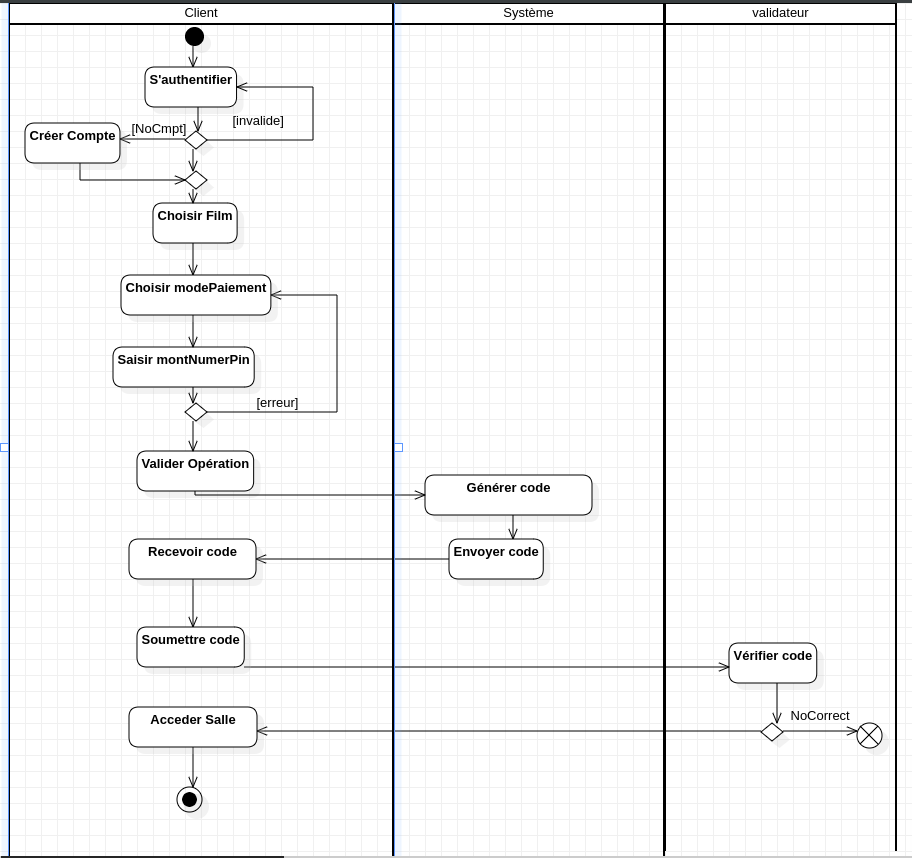 Client
Système
validateur
S'authentifier
[invalide]
[NoCmpt]
Créer Compte
Choisir Film
Choisir modePaiement
Saisir montNumerPin
[erreur]
Valider Opération
Générer code
Recevoir code
Envoyer code
Soumettre code
Vérifier code
Acceder Salle
NoCorrect